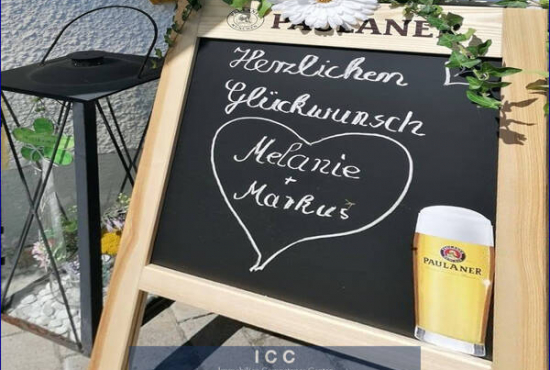 PAULANER
Herzlichen
Glückwunsch
Melanie
+
Markus
PAULANER
ICC